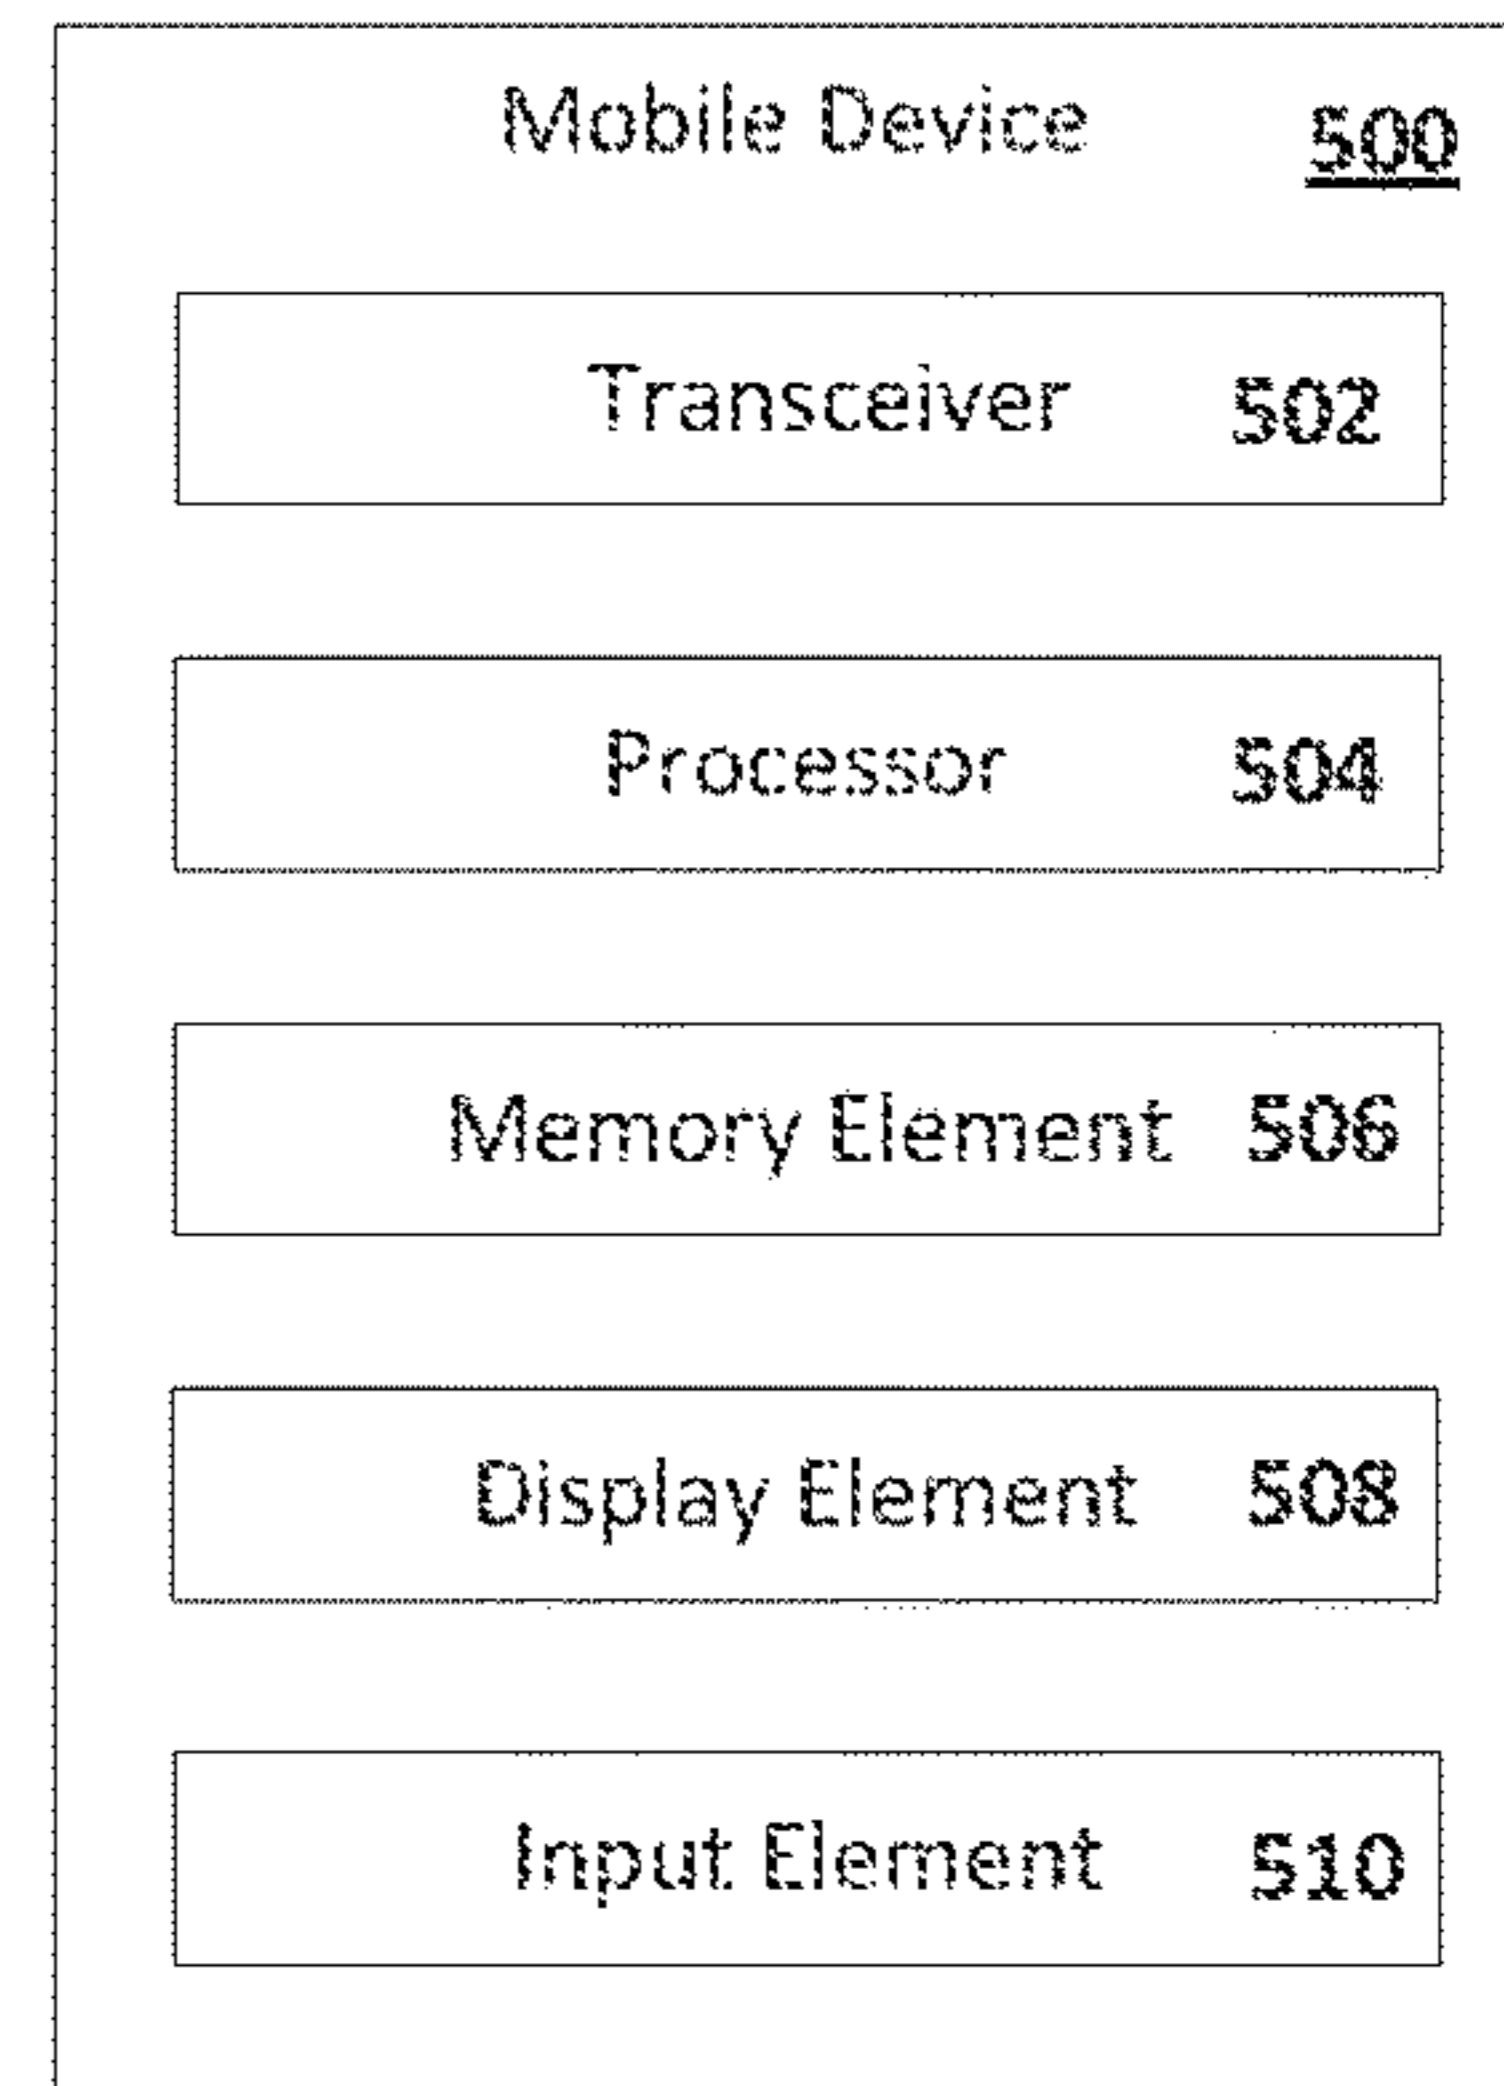 Mobile Device 500
Transceiver 502
Processor 504
Memory Element 506
Display Element 508
Input Element 510